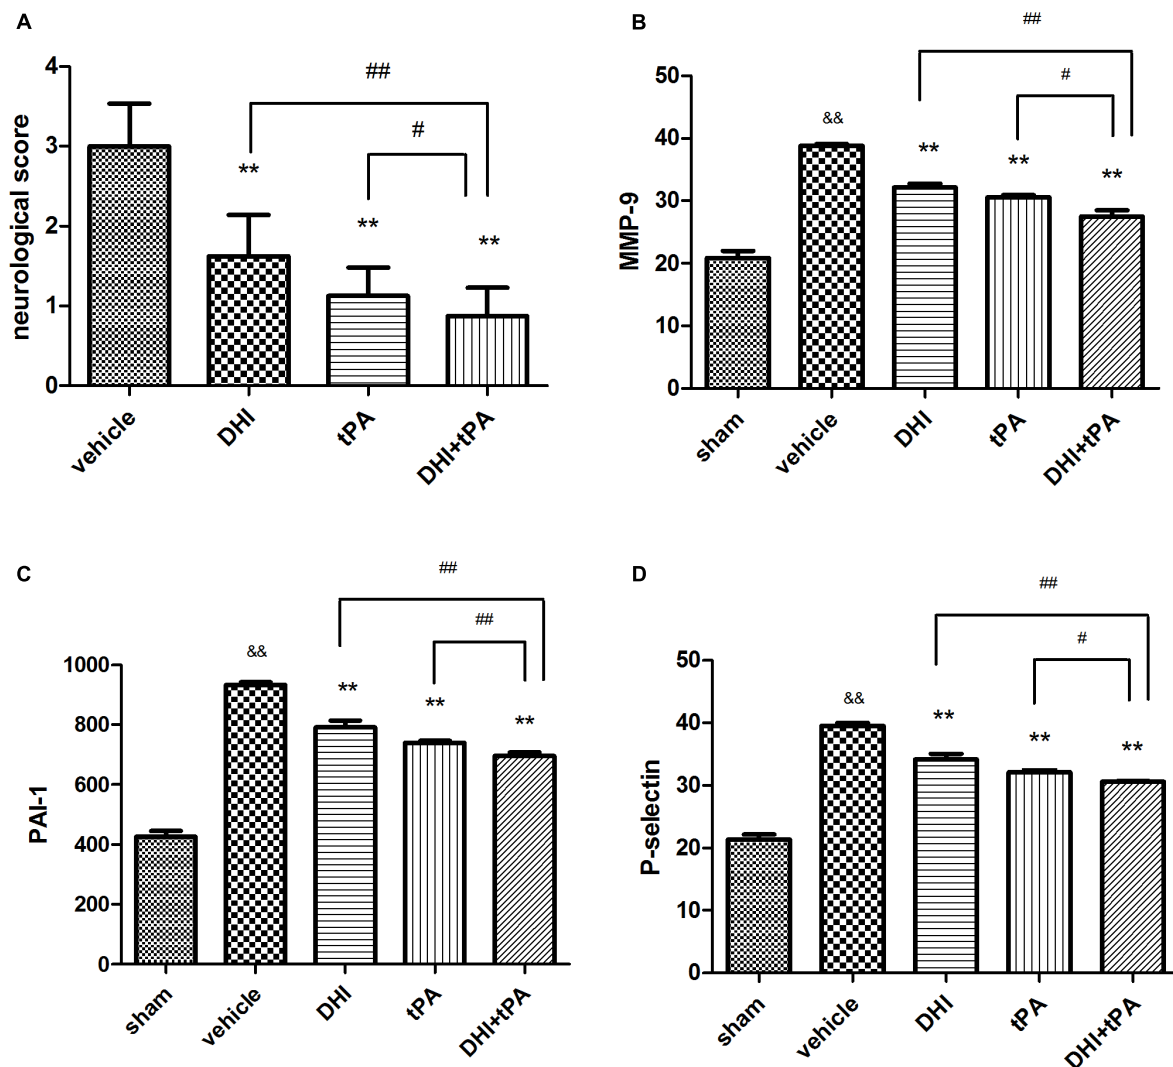 A
neurological score
4
3
2
1
0
##
#
**
**
**
vehicle
DHI
tPA
DHI+tPA
B
MMP-9
50
40
30
20
10
0
##
#
&&
**
**
**
sham
vehicle
DHI
tPA
DHI+tPA
C
PAI-1
1000
800
600
400
200
0
##
##
&&
**
**
**
sham
vehicle
DHI
tPA
DHI+tPA
D
P-selectin
50
40
30
20
10
0
##
#
&&
**
**
**
sham
vehicle
DHI
tPA
DHI+tPA